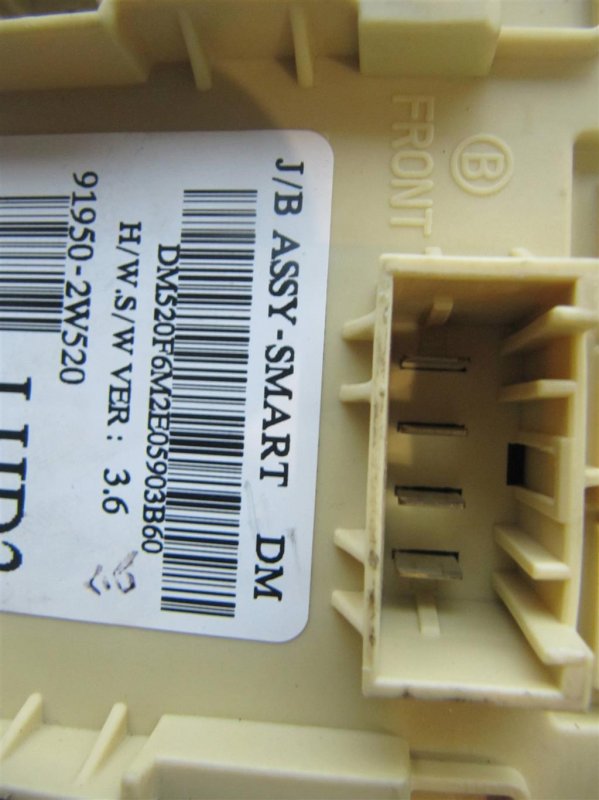 Ⓑ
FRONT
J/B ASSY-SMART DM
DM520F6M2E05903B60
H/W.S/W VER : 3.6
91950-2W520